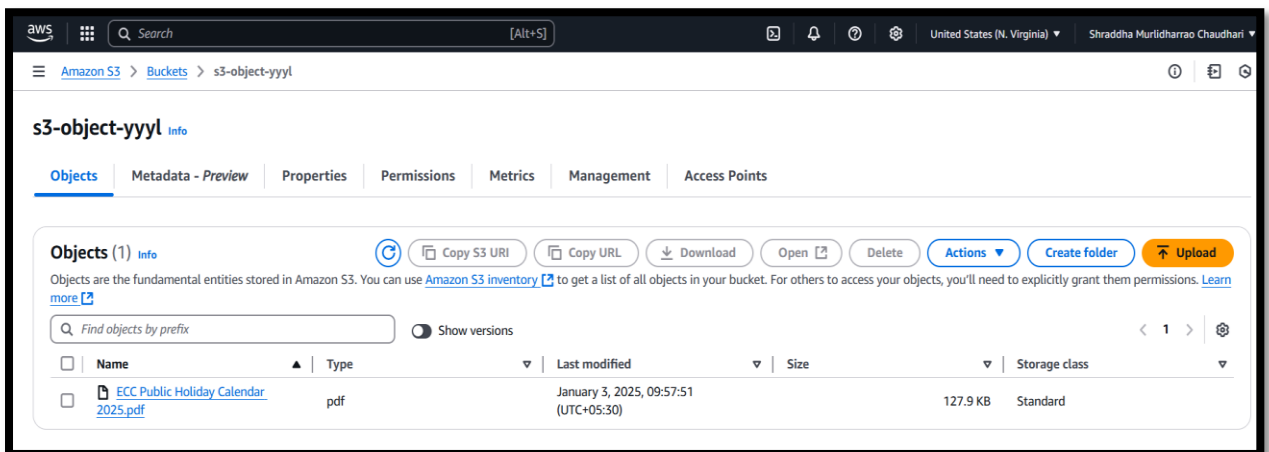 aws
Search [Alt+S] United States (N. Virginia) ▼ Shraddha Murlidharrao Chaudhari ▼
Amazon S3 > Buckets > s3-object-yyyl
s3-object-yyyl Info
Objects Metadata - Preview Properties Permissions Metrics Management Access Points
Objects (1) Info Copy S3 URI Copy URL Download Open Delete Actions ▼ Create folder Upload
Objects are the fundamental entities stored in Amazon S3. You can use Amazon S3 inventory to get a list of all objects in your bucket. For others to access your objects, you'll need to explicitly grant them permissions. Learn
more
Find objects by prefix Show versions < 1 >
Name ▲ Type Last modified Size Storage class
ECC Public Holiday Calendar
2025.pdf
pdf
January 3, 2025, 09:57:51
(UTC+05:30)
127.9 KB
Standard